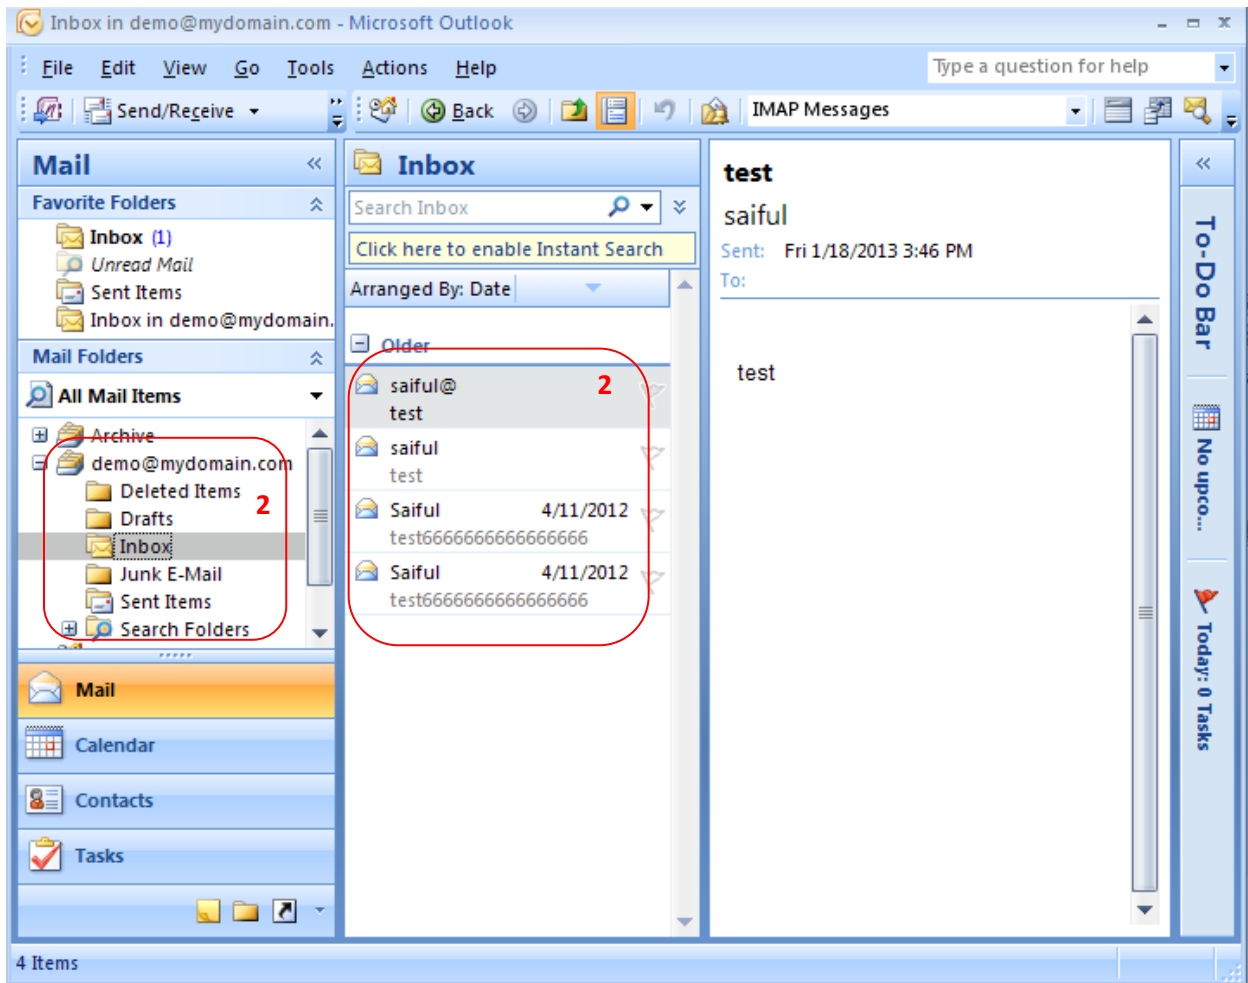 Inbox in demo@mydomain.com - Microsoft Outlook
File Edit View Go Tools Actions Help
Type a question for help
Send/Receive
Back
IMAP Messages
Mail
Favorite Folders
Inbox (1)
Unread Mail
Sent Items
Inbox in demo@mydomain.
Mail Folders
All Mail Items
Archive
demo@mydomain.com
Deleted Items
2
Drafts
Inbox
Junk E-Mail
Sent Items
Search Folders
Mail
Calendar
Contacts
Tasks
Inbox
Search Inbox
Click here to enable Instant Search
Arranged By: Date
Older
saiful@
2
test
saiful
test
Saiful 4/11/2012
test6666666666666666
Saiful 4/11/2012
test6666666666666666
test
saiful
Sent: Fri 1/18/2013 3:46 PM
To:
test
To-Do Bar
No upco...
Today: 0 Tasks
4 Items